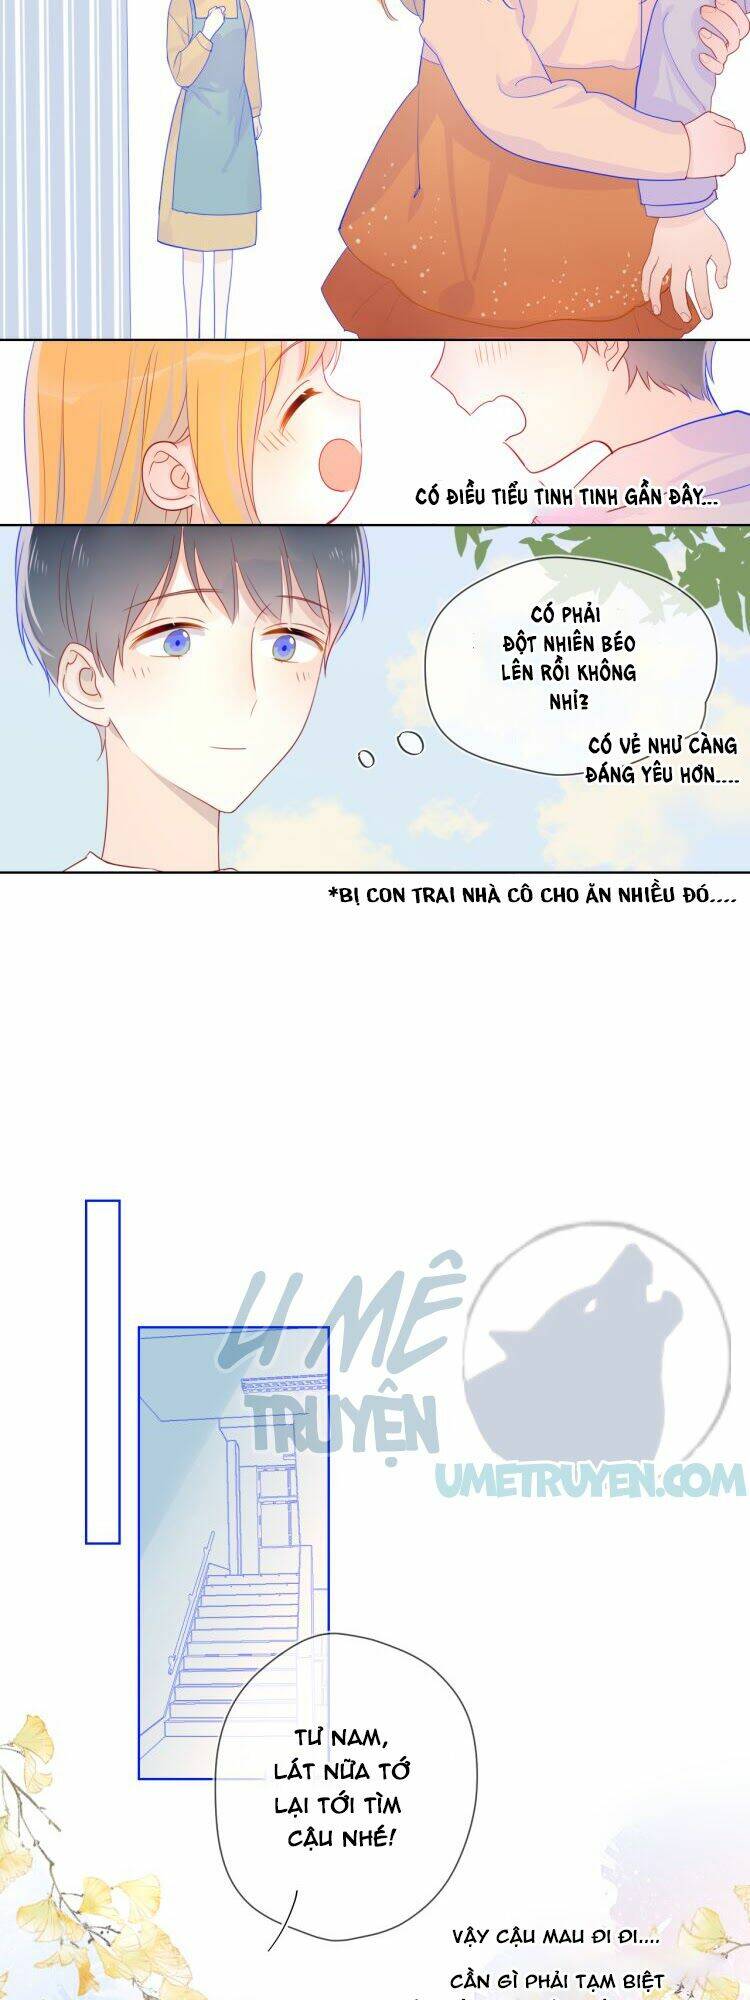 CÓ ĐIỀU TIỂU TINH TINH GẦN ĐÂY...
CÓ PHẢI
ĐỘT NHIÊN BÉO
LÊN RỒI KHÔNG
NHỈ?
CÓ VẺ NHƯ CÀNG
ĐÁNG YÊU HƠN....
*BỊ CON TRAI NHÀ CÔ CHO ĂN NHIỀU ĐÓ....
U MÊ
TRUYỆN
UMETRUYEN.COM
TƯ NAM,
LÁT NỮA TỚ
LẠI TỚI TÌM
CẬU NHÉ!
VẬY CẬU MAU ĐI ĐI....
CẦN GÌ PHẢI TẠM BIỆT